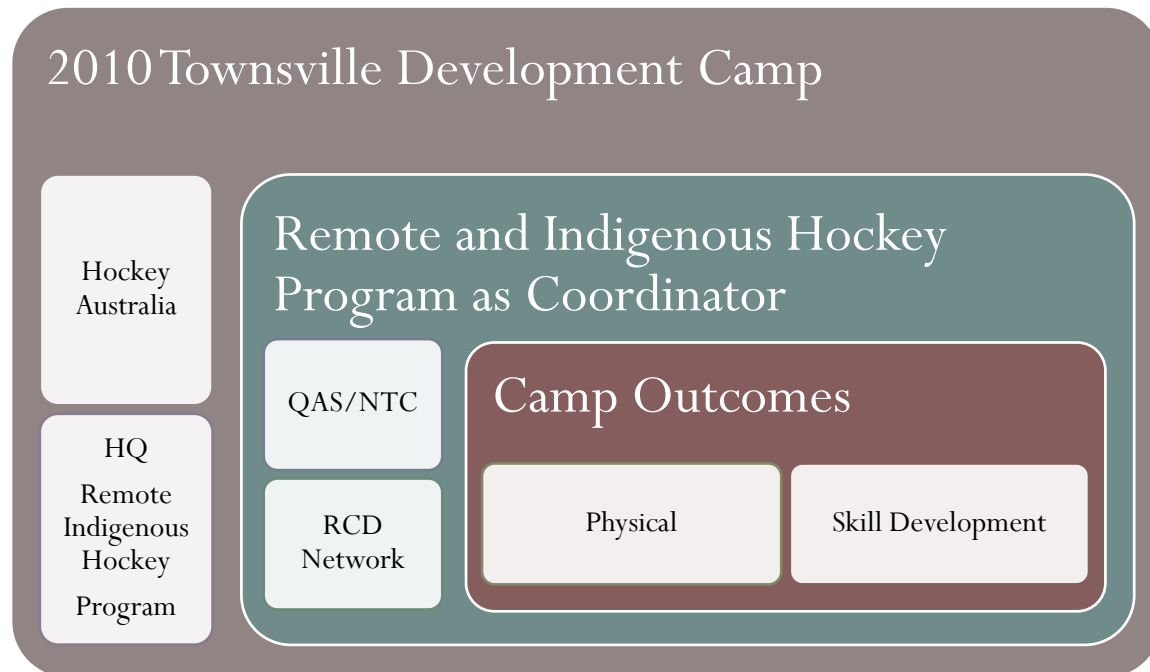 2010 Townsville Development Camp
Hockey
Australia
HQ
Remote
Indigenous
Hockey
Program
Remote and Indigenous Hockey
Program as Coordinator
QAS/NTC
RCD
Network
Camp Outcomes
Physical
Skill Development